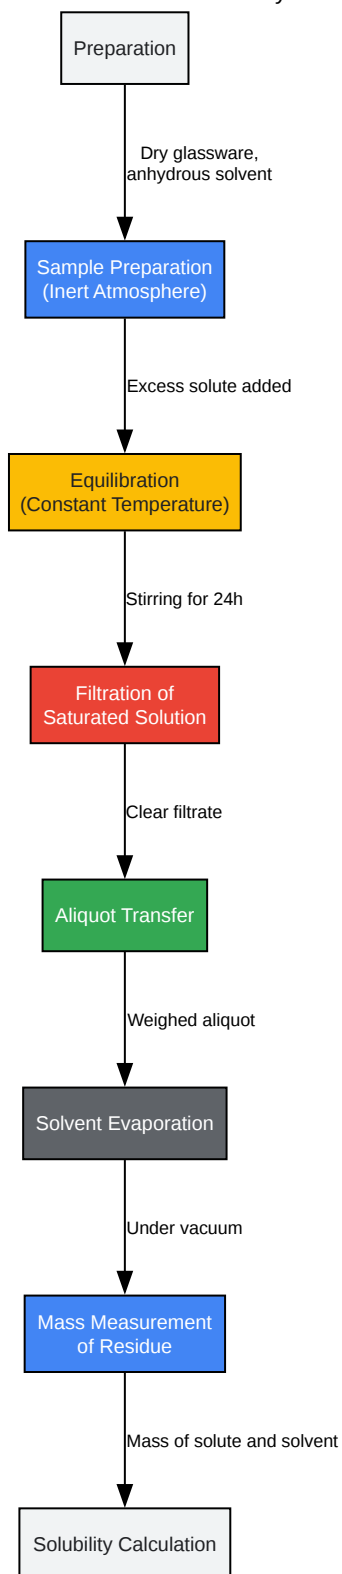 Preparation
Dry glassware,
anhydrous solvent
Sample Preparation
(Inert Atmosphere)
Excess solute added
Equilibration
(Constant Temperature)
Stirring for 24h
Filtration of
Saturated Solution
Clear filtrate
Aliquot Transfer
Weighed aliquot
Solvent Evaporation
Under vacuum
Mass Measurement
of Residue
Mass of solute and solvent
Solubility Calculation